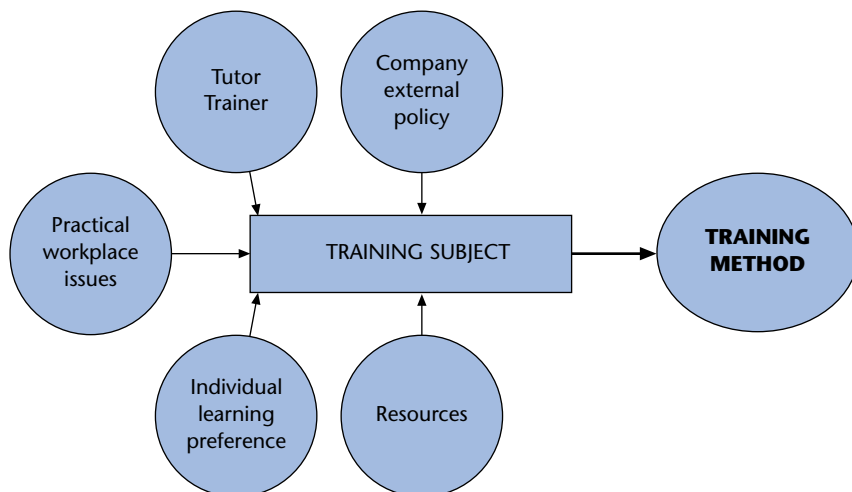 Tutor
Trainer
Company
external
policy
Practical
workplace
issues
TRAINING SUBJECT
TRAINING
METHOD
Individual
learning
preference
Resources